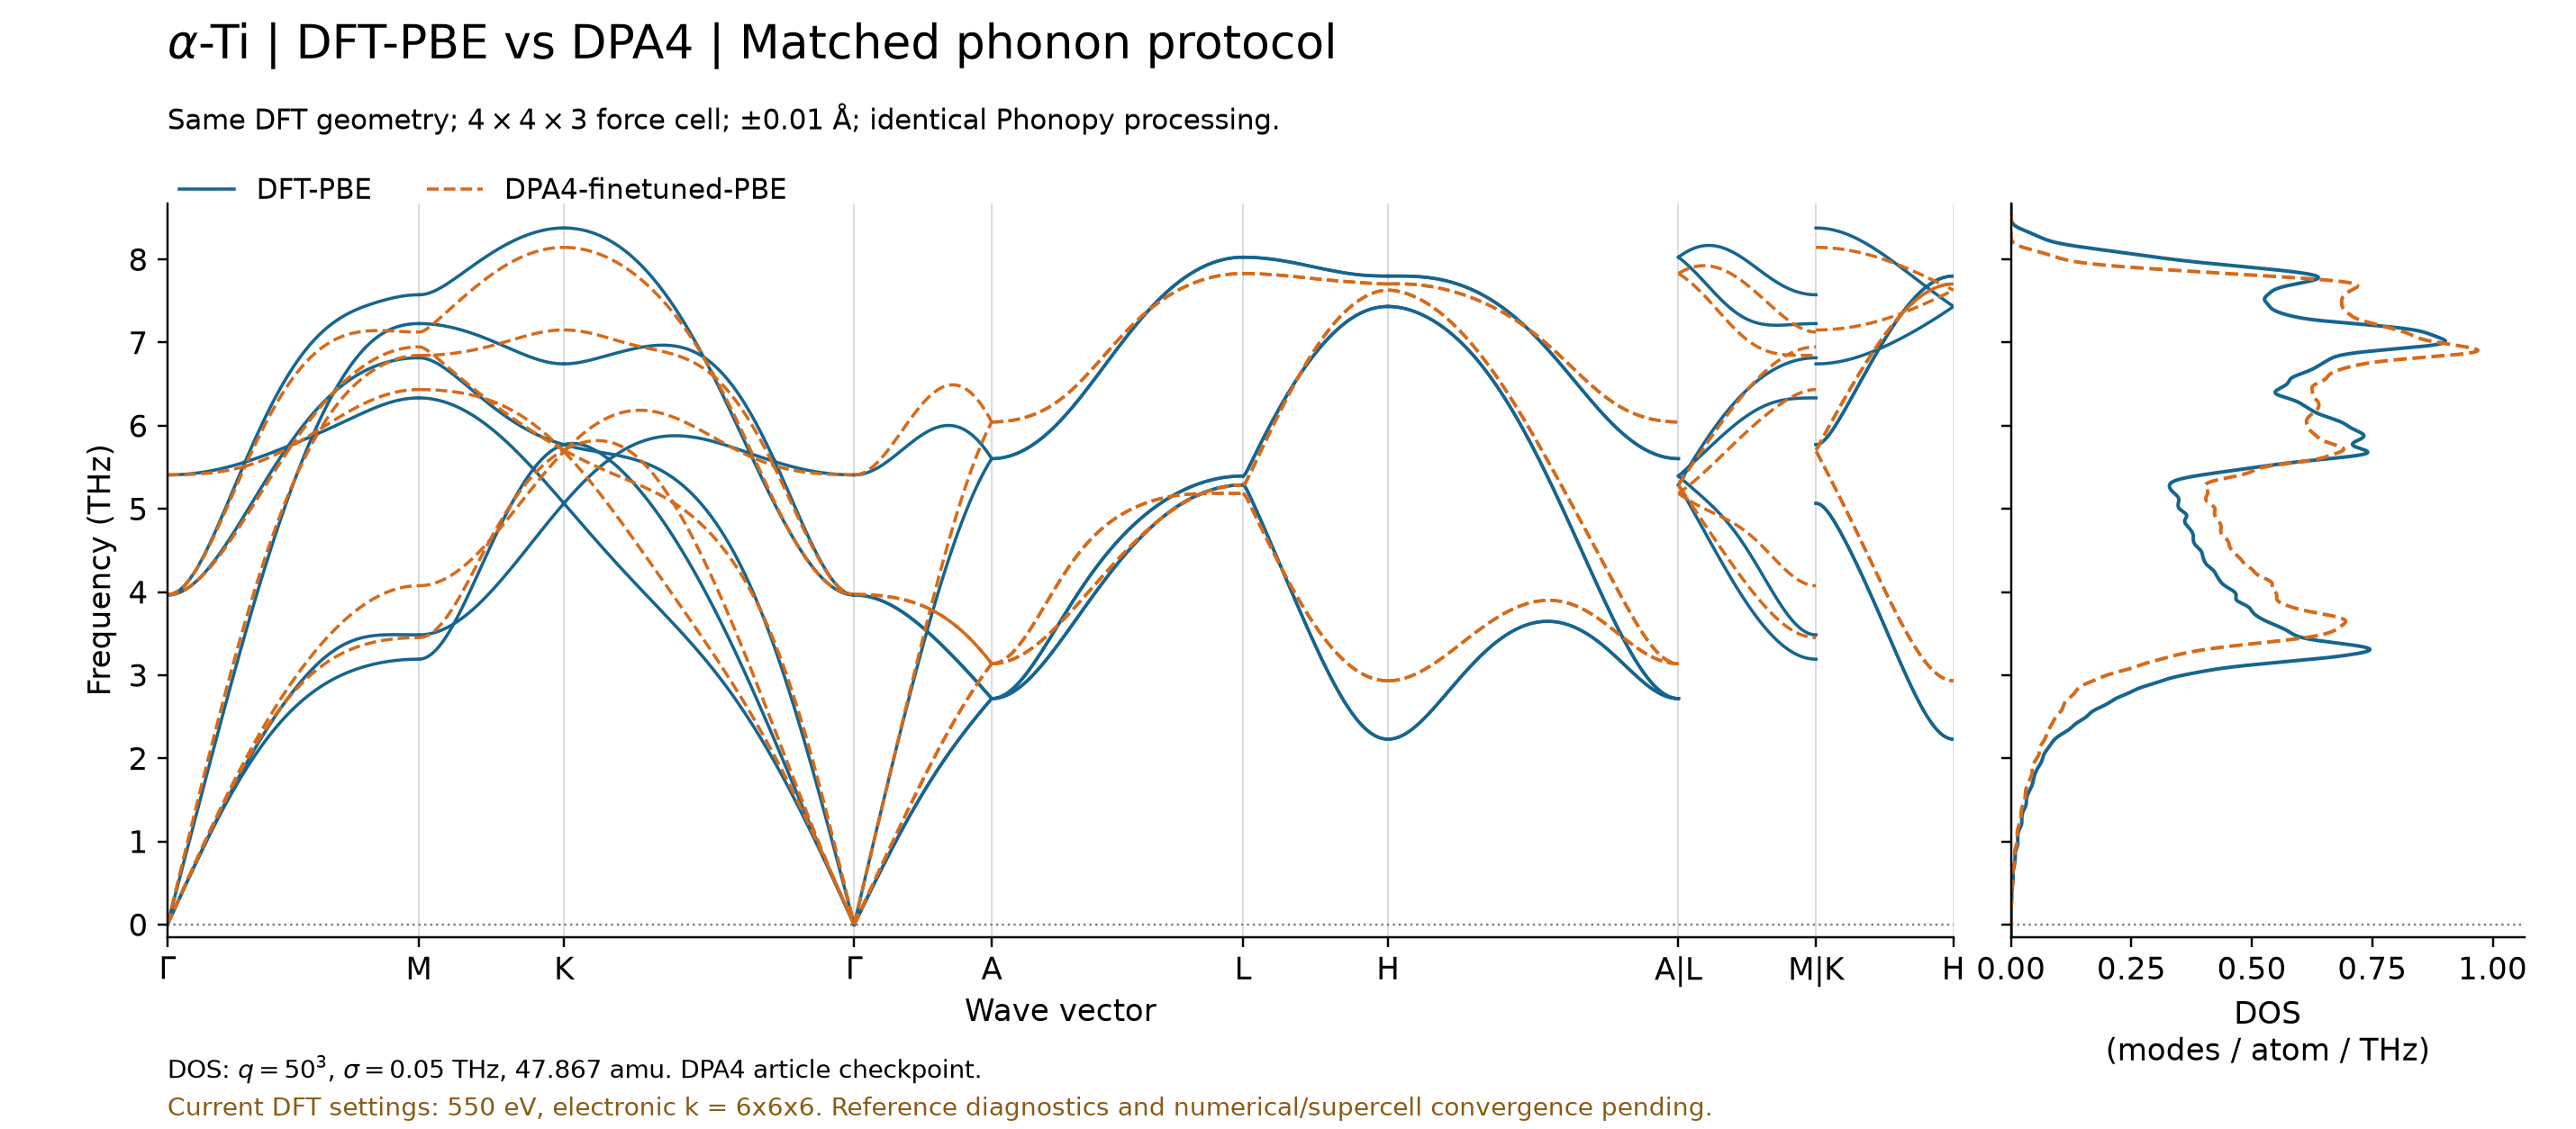 α-Ti | DFT-PBE vs DPA4 | Matched phonon protocol
Same DFT geometry; 4 × 4 × 3 force cell; ±0.01 Å; identical Phonopy processing.
DFT-PBE DPA4-finetuned-PBE
Frequency (THz)
8
7
6
5
4
3
2
1
0
Γ M K Γ A L H A|L M|K H
Wave vector
0.00 0.25 0.50 0.75 1.00
DOS
(modes / atom / THz)
DOS: q = 50³, σ = 0.05 THz, 47.867 amu. DPA4 article checkpoint.
Current DFT settings: 550 eV, electronic k = 6x6x6. Reference diagnostics and numerical/supercell convergence pending.